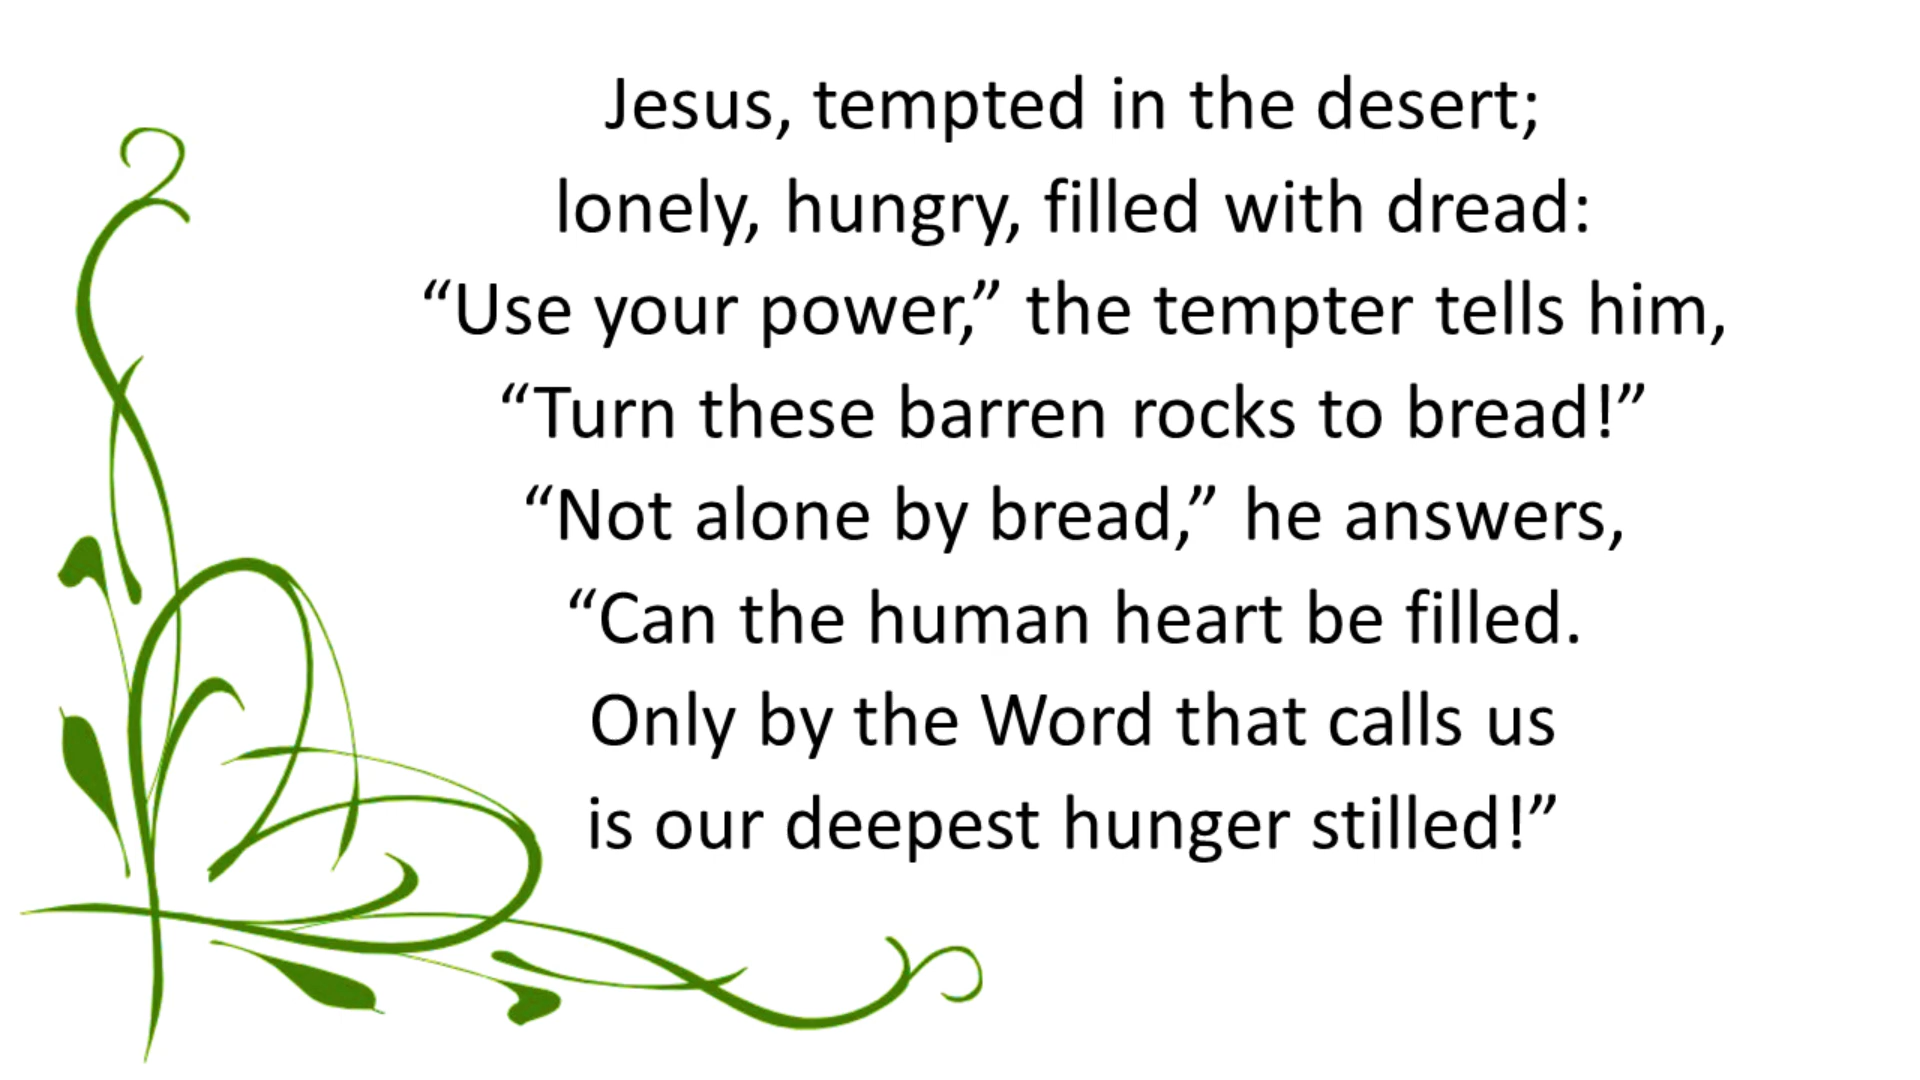 Jesus, tempted in the desert;
lonely, hungry, filled with dread:
“Use your power,” the tempter tells him,
“Turn these barren rocks to bread!”
“Not alone by bread,” he answers,
“Can the human heart be filled.
Only by the Word that calls us
is our deepest hunger stilled!”